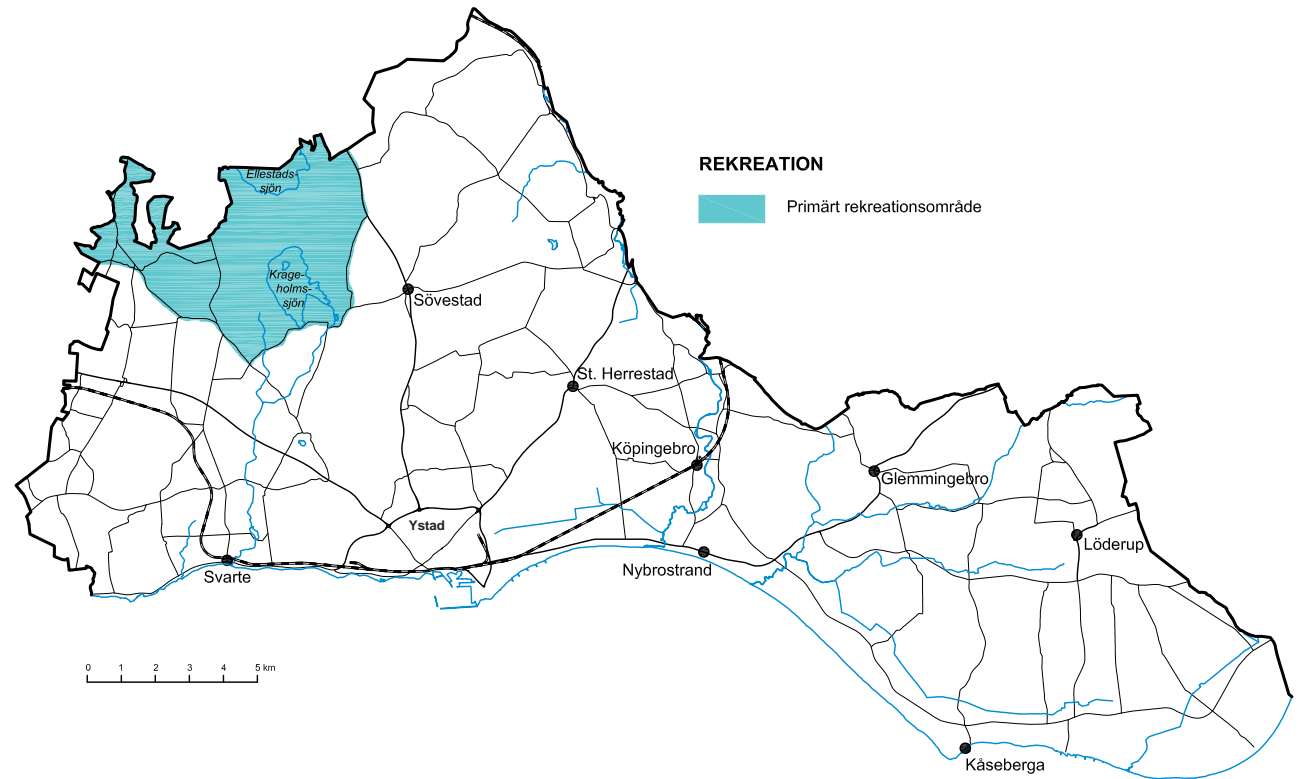 Ellestads-
sjön
REKREATION
Primärt rekreationsområde
Krage-
holms-
sjön
Sövestad
St. Herrestad
Köpingebro
Glemmingebro
Ystad
Löderup
Nybrostrand
Svarte
0 1 2 3 4 5 km
Kåseberga